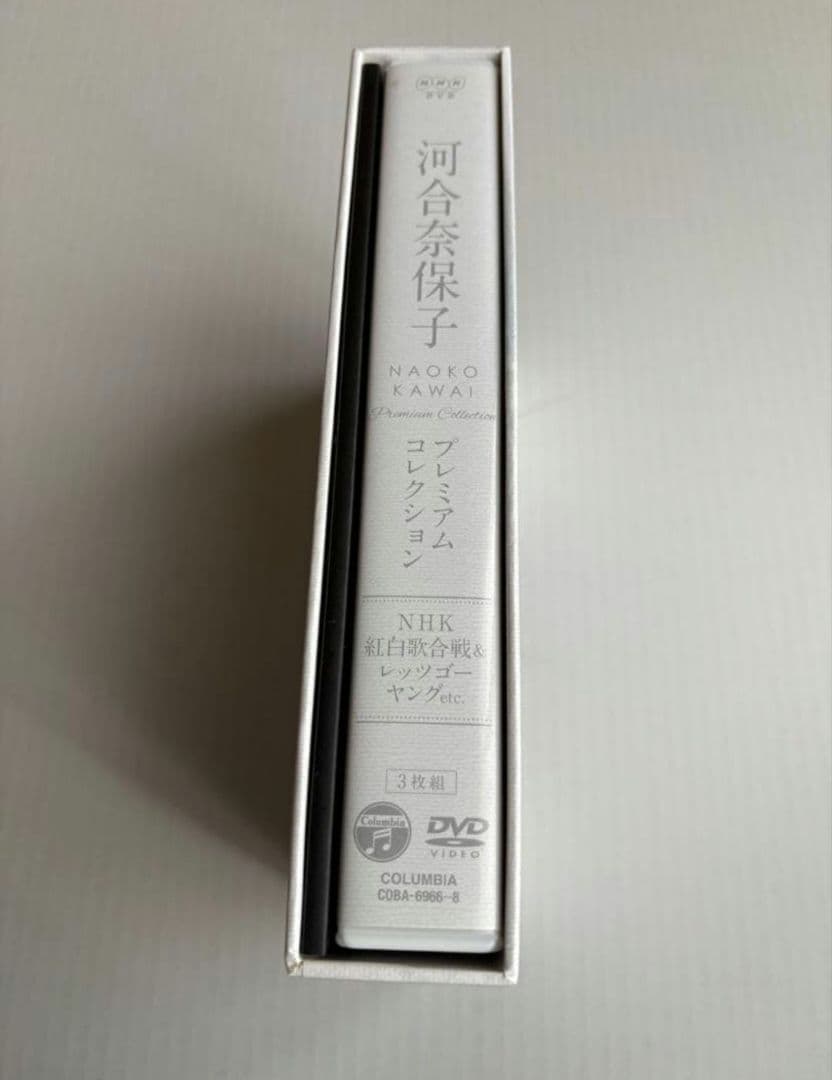 NHK
DVD
河合奈保子
NAOKO
KAWAI
Premium Collection
プレミアム
コレクション
NHK
紅白歌合戦&
レッツゴー
ヤングetc.
3枚組
Columbia
DVD
VIDEO
COLUMBIA
COBA-6966~8